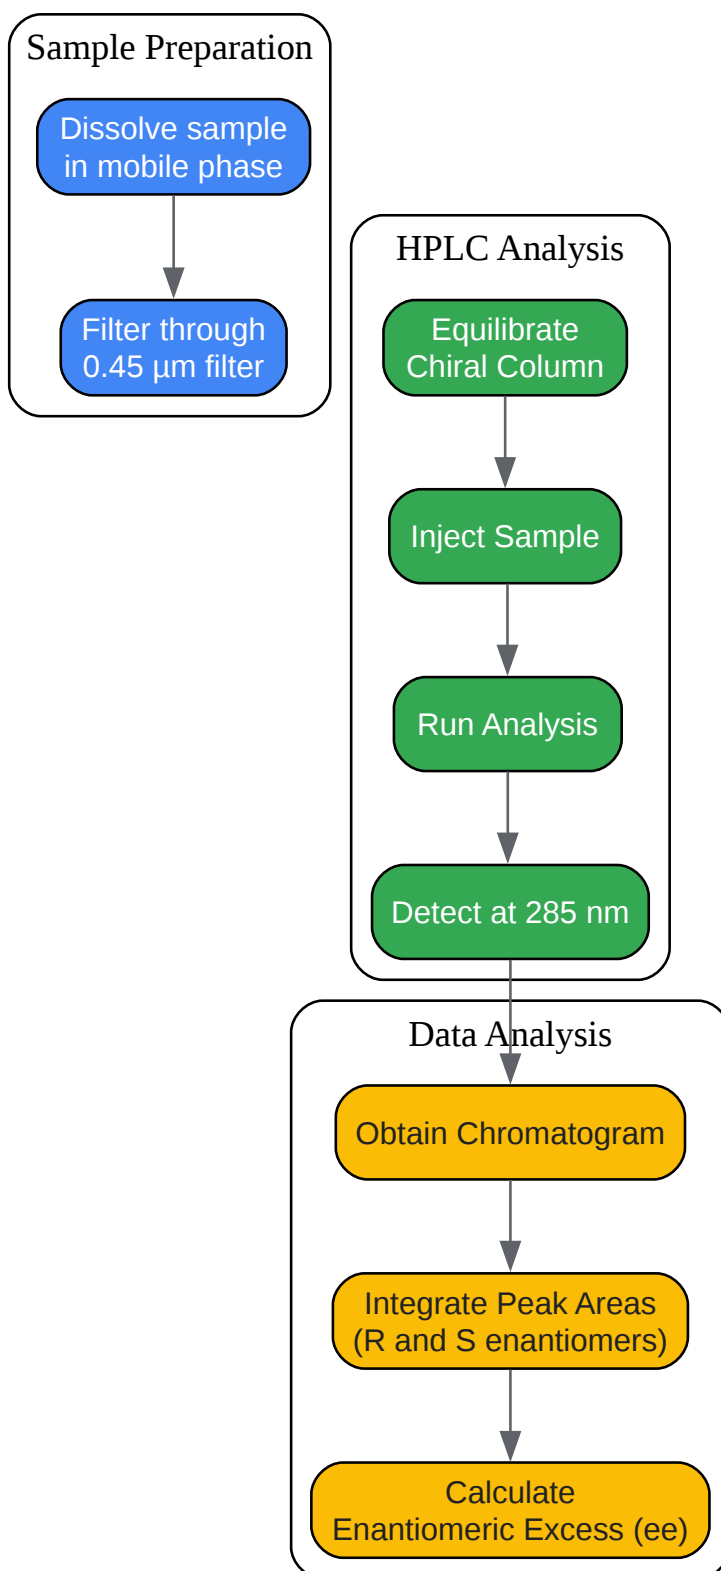 Sample Preparation
Dissolve sample
in mobile phase
Filter through
0.45 µm filter
HPLC Analysis
Equilibrate
Chiral Column
Inject Sample
Run Analysis
Detect at 285 nm
Data Analysis
Obtain Chromatogram
Integrate Peak Areas
(R and S enantiomers)
Calculate
Enantiomeric Excess (ee)